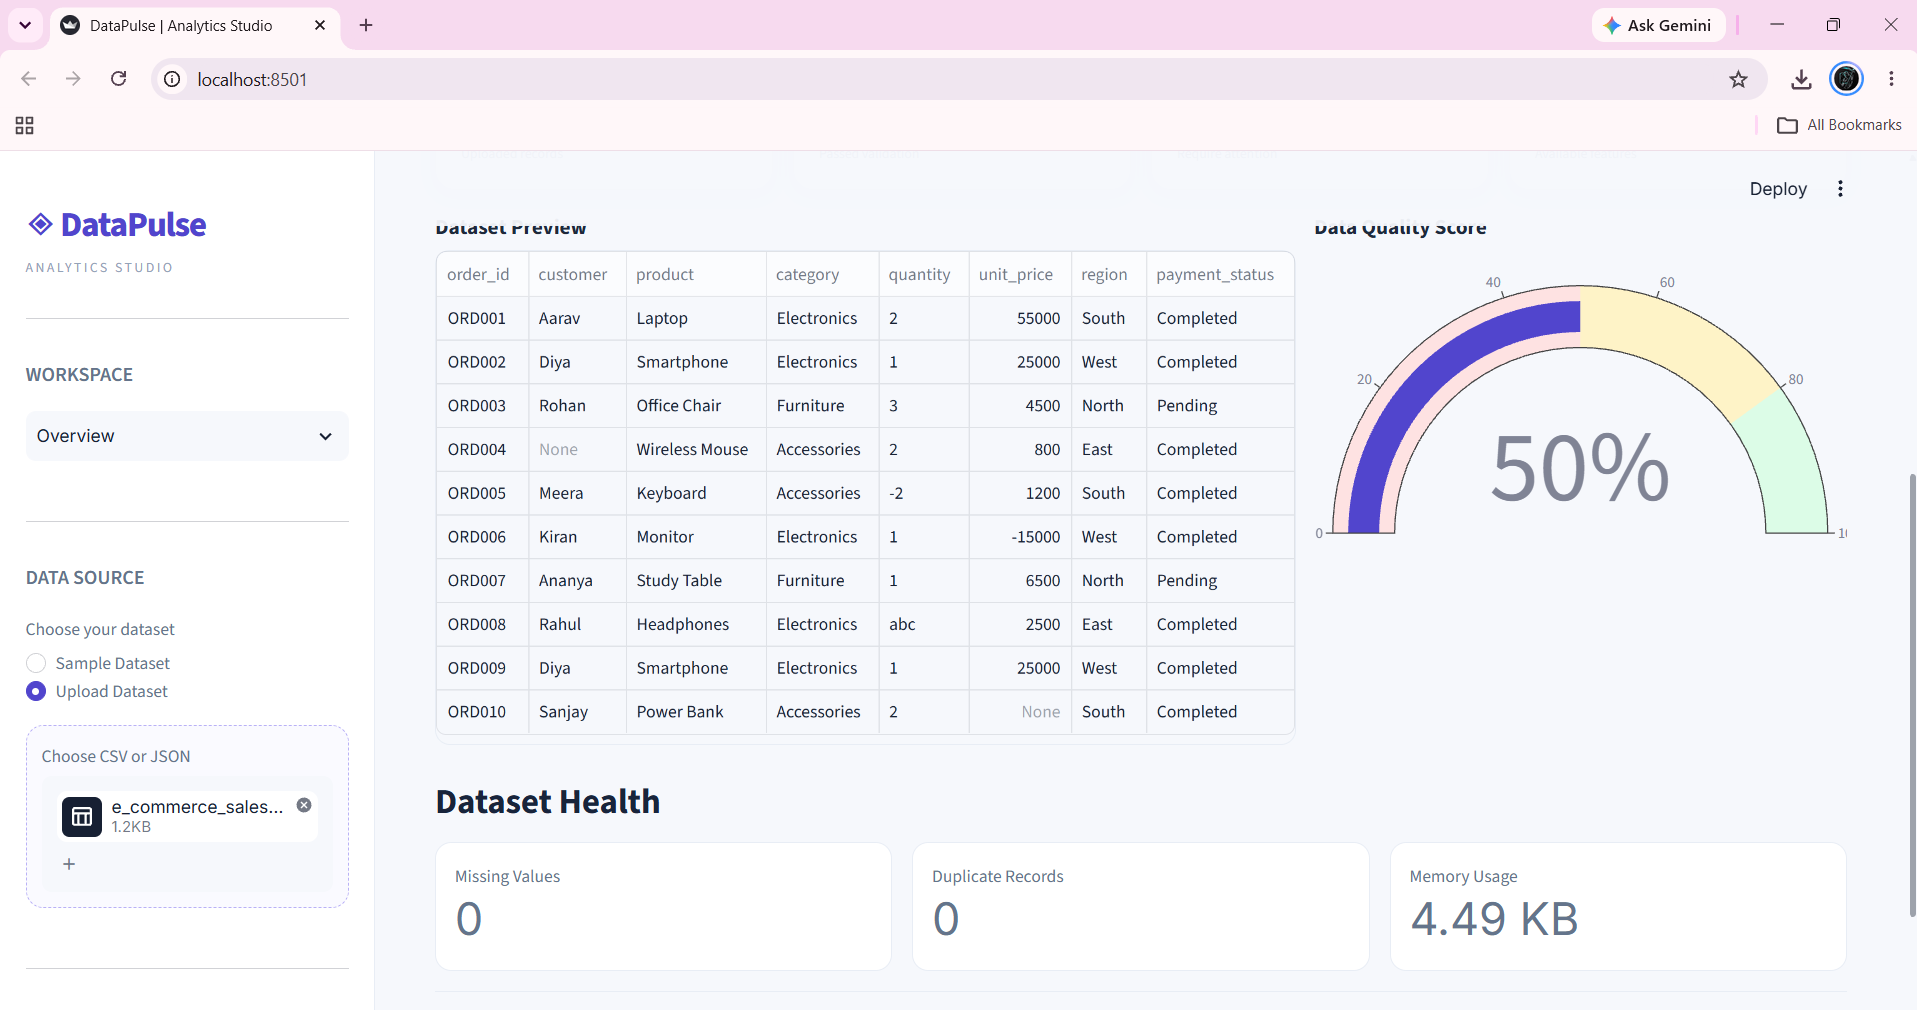 DataPulse | Analytics Studio
Ask Gemini
localhost:8501
All Bookmarks
DataPulse
ANALYTICS STUDIO
WORKSPACE
Overview
DATA SOURCE
Choose your dataset
Sample Dataset
Upload Dataset
Choose CSV or JSON
e_commerce_sales...
1.2KB
Deploy
Dataset Preview
order_id customer product category quantity unit_price region payment_status
ORD001 Aarav Laptop Electronics 2 55000 South Completed
ORD002 Diya Smartphone Electronics 1 25000 West Completed
ORD003 Rohan Office Chair Furniture 3 4500 North Pending
ORD004 None Wireless Mouse Accessories 2 800 East Completed
ORD005 Meera Keyboard Accessories -2 1200 South Completed
ORD006 Kiran Monitor Electronics 1 -15000 West Completed
ORD007 Ananya Study Table Furniture 1 6500 North Pending
ORD008 Rahul Headphones Electronics abc 2500 East Completed
ORD009 Diya Smartphone Electronics 1 25000 West Completed
ORD010 Sanjay Power Bank Accessories 2 None South Completed
Data Quality Score
0
20
40
60
80
50%
Dataset Health
Missing Values
0
Duplicate Records
0
Memory Usage
4.49 KB